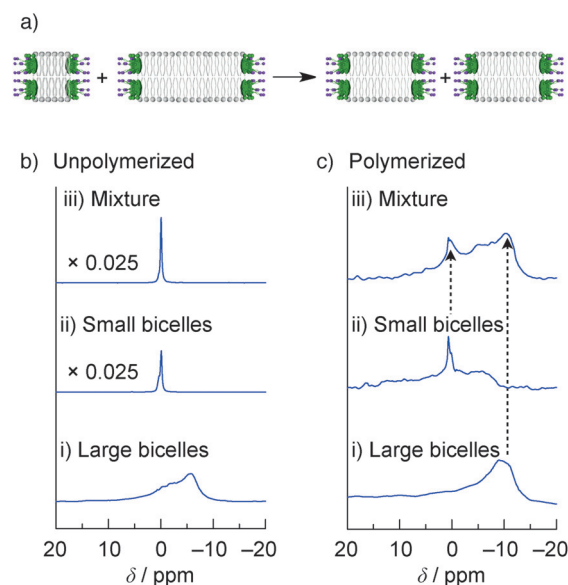 a)
+
+
b) Unpolymerized
c) Polymerized
iii) Mixture
× 0.025
ii) Small bicelles
× 0.025
i) Large bicelles
20 10 0 −10 −20
δ / ppm
iii) Mixture
ii) Small bicelles
i) Large bicelles
20 10 0 −10 −20
δ / ppm